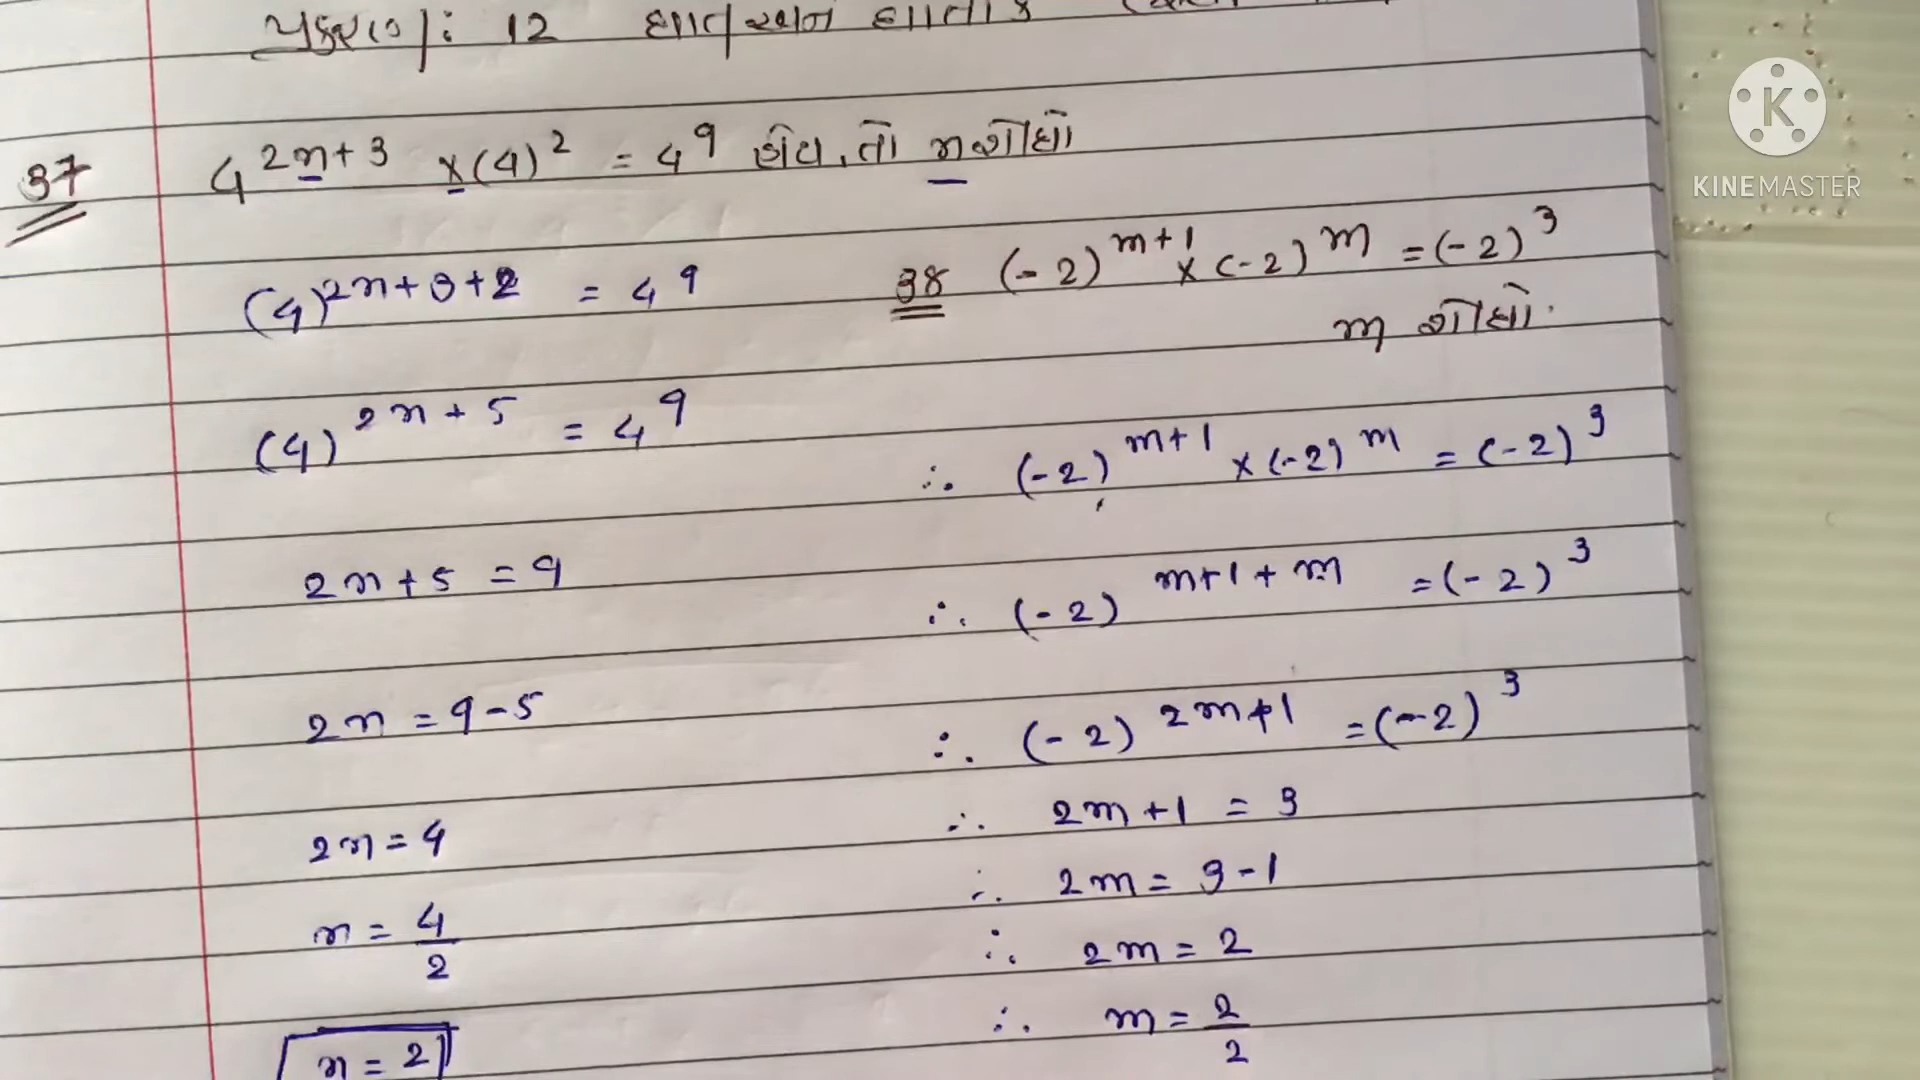 પ્રકરણ : 12 ઘાત અને ઘાતાંક
37 4^{2n+3} × (4)^2 = 4^9 હોય, તો n શોધો
(4)^{2n+3+2} = 4^9
(4)^{2n+5} = 4^9
2n + 5 = 9
2n = 9 - 5
2n = 4
n = 4/2
n = 2
38 (-2)^{m+1} × (-2)^m = (-2)^3
m શોધો.
∴ (-2)^{m+1} × (-2)^m = (-2)^3
∴ (-2)^{m+1+m} = (-2)^3
∴ (-2)^{2m+1} = (-2)^3
∴ 2m + 1 = 3
∴ 2m = 3 - 1
∴ 2m = 2
∴ m = 2/2
K
KINEMASTER